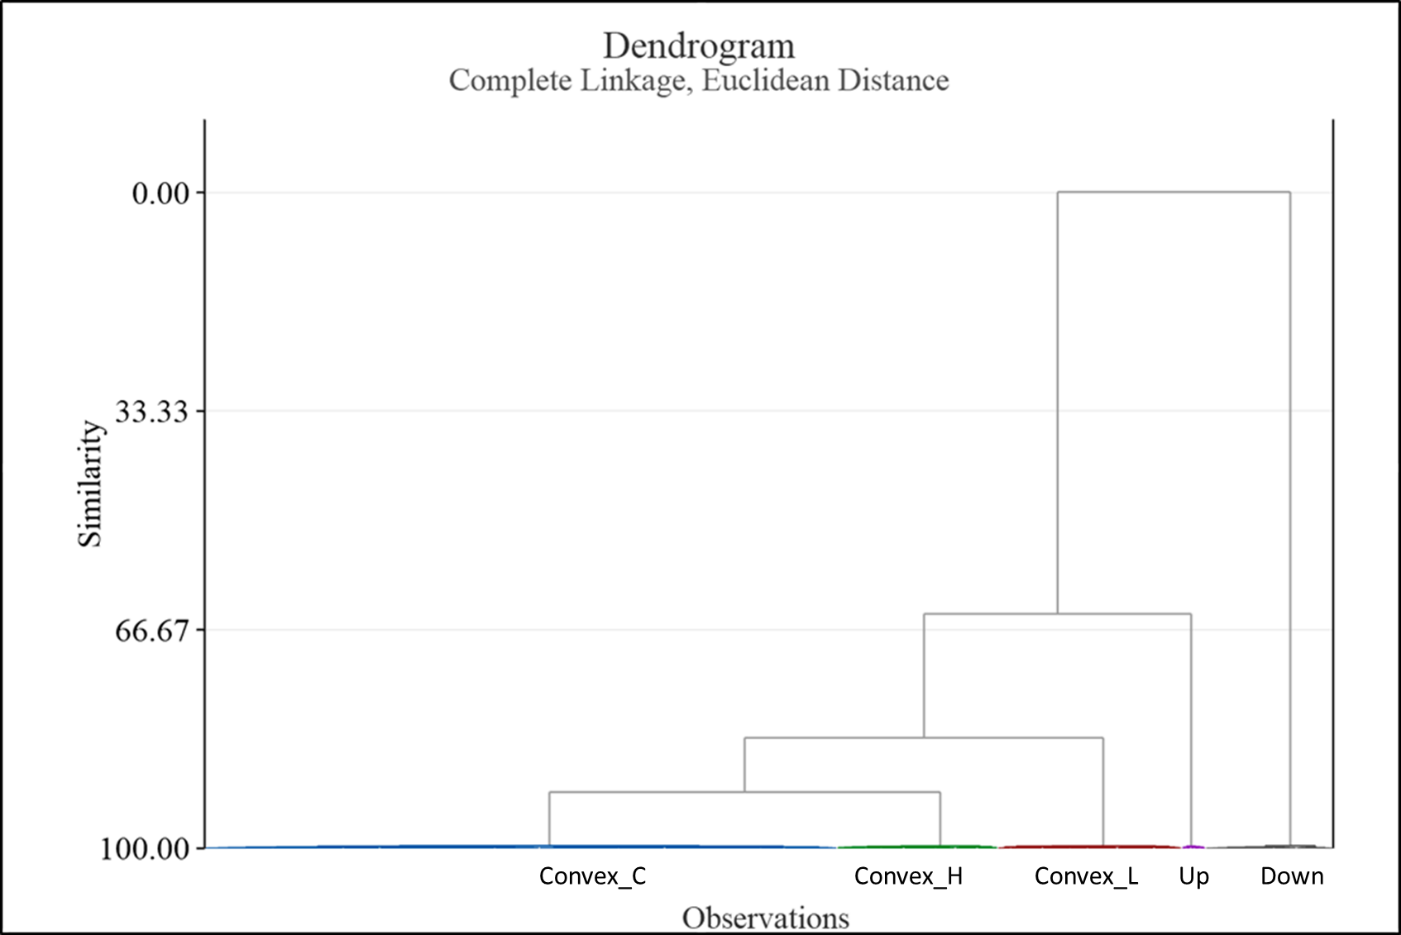 Dendrogram
Complete Linkage, Euclidean Distance
0.00
33.33
66.67
100.00
Similarity
Convex_C
Convex_H
Convex_L
Up
Down
Observations